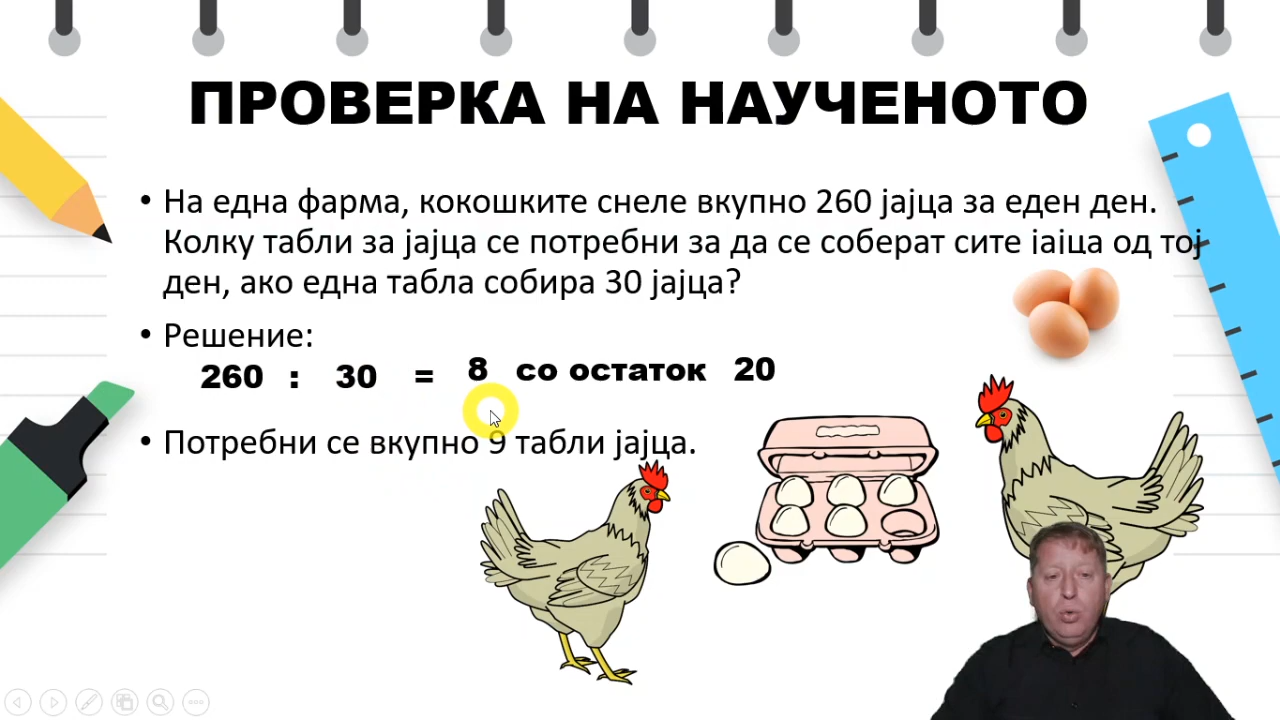 ПРОВЕРКА НА НАУЧЕНОТО
• На една фарма, кокошките снеле вкупно 260 јајца за еден ден.
Колку табли за јајца се потребни за да се соберат сите јајца од тој
ден, ако една табла собира 30 јајца?
• Решение:
260 : 30 = 8 со остаток 20
• Потребни се вкупно 9 табли јајца.